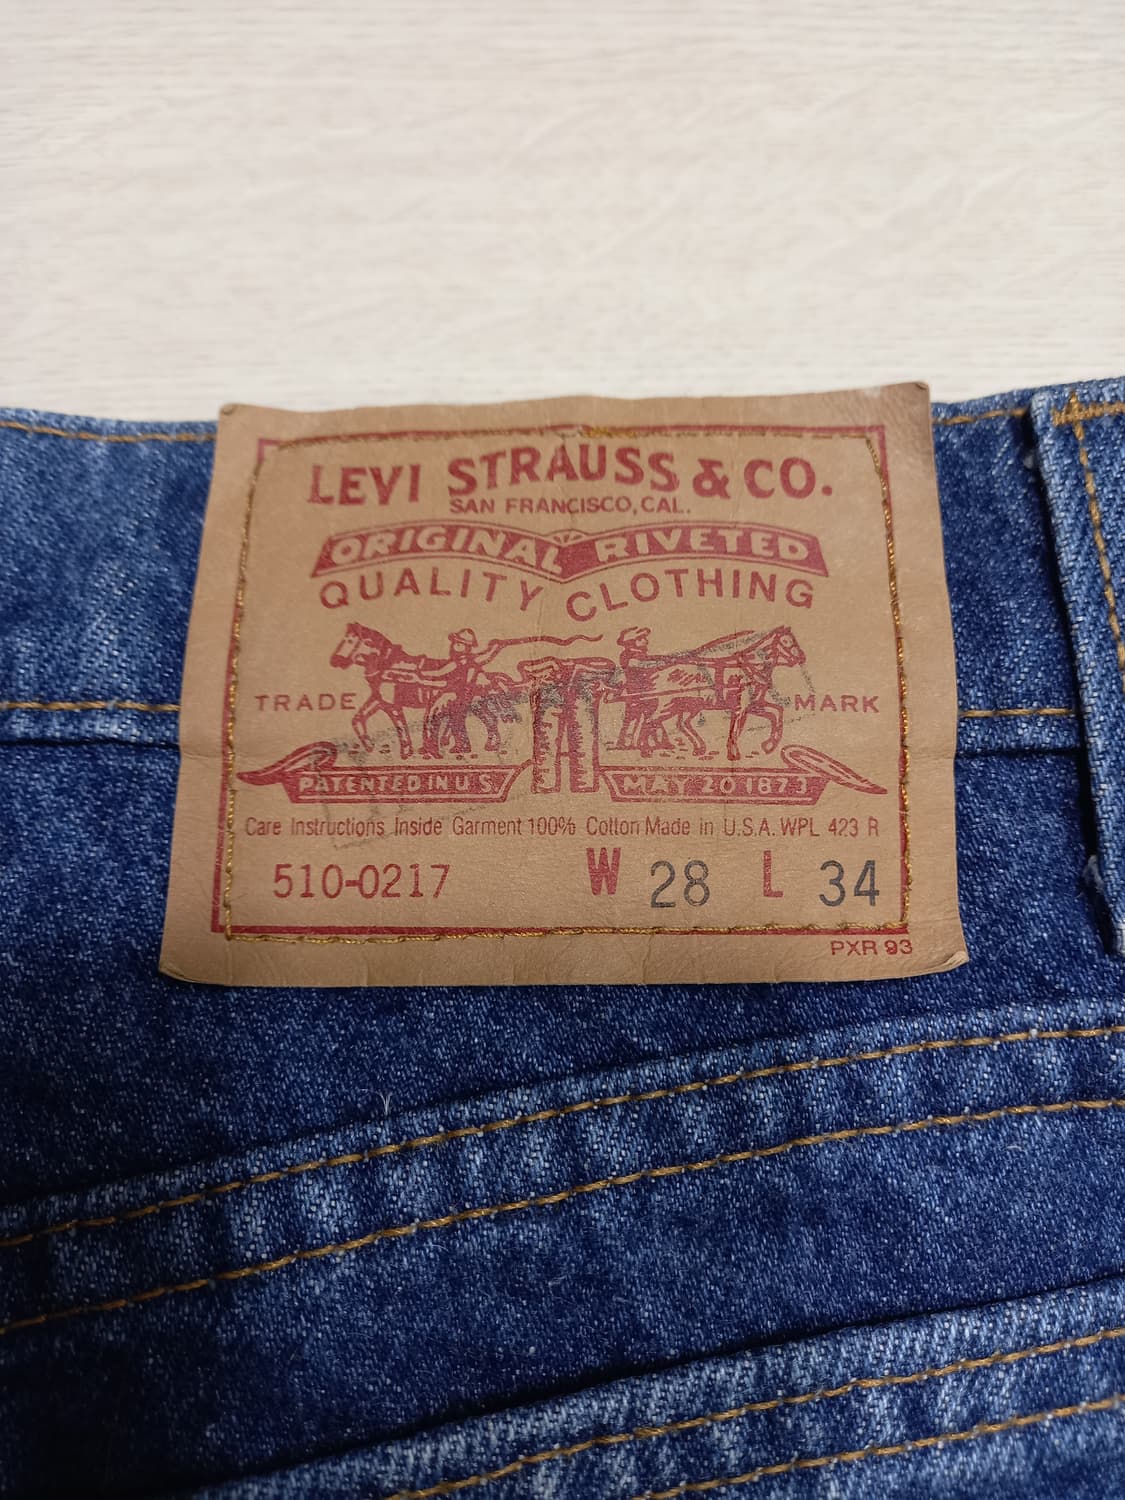 LEVI STRAUSS & CO.
SAN FRANCISCO, CAL.
ORIGINAL RIVETED
QUALITY CLOTHING
TRADE MARK
PATENTED IN U.S. MAY 20 1873
Care Instructions Inside Garment 100% Cotton Made in U.S.A. WPL 423 R
510-0217 W 28 L 34
PXR 93